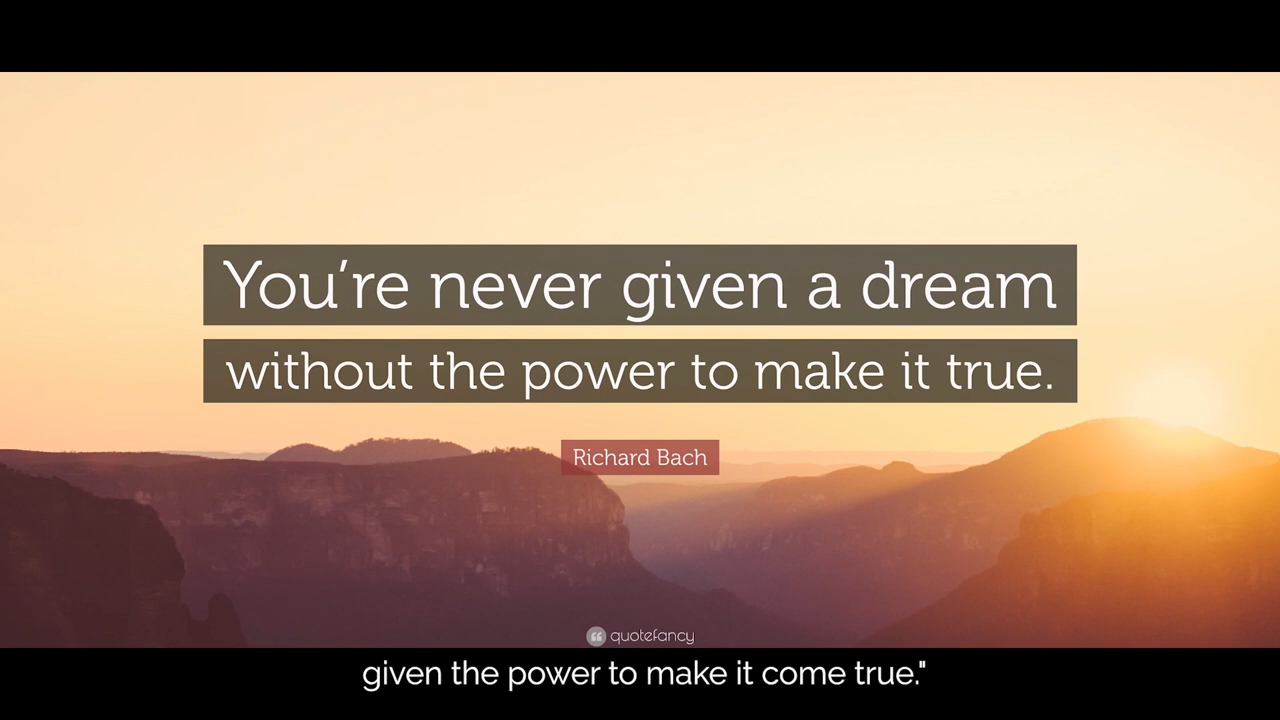 You’re never given a dream
without the power to make it true.
Richard Bach
quotefancy
given the power to make it come true."